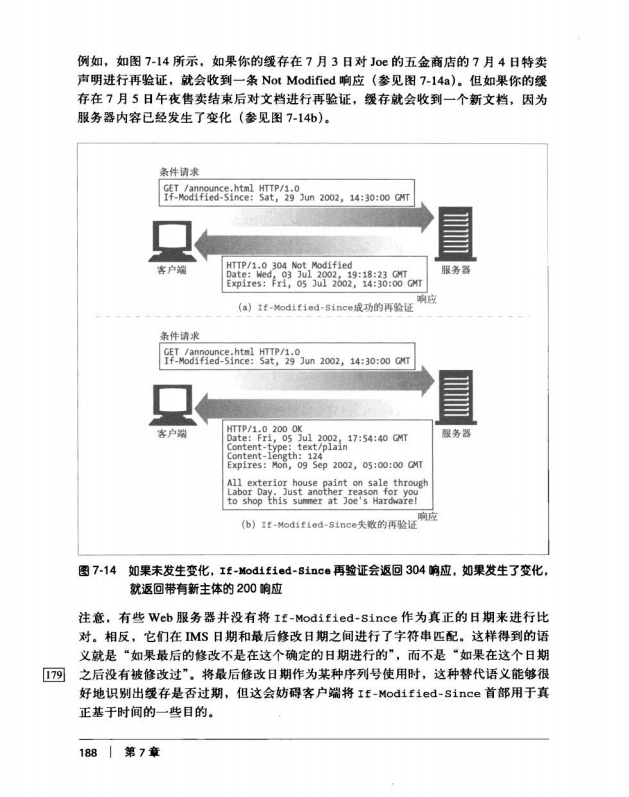 例如，如图 7-14 所示，如果你的缓存在 7 月 3 日对 Joe 的五金商店的 7 月 4 日特卖
声明进行再验证，就会收到一条 Not Modified 响应（参见图 7-14a）。但如果你的缓
存在 7 月 5 日午夜售卖结束后对文档进行再验证，缓存就会收到一个新文档，因为
服务器内容已经发生了变化（参见图 7-14b）。
条件请求
GET /announce.html HTTP/1.0
If-Modified-Since: Sat, 29 Jun 2002, 14:30:00 GMT
客户端
服务器
HTTP/1.0 304 Not Modified
Date: Wed, 03 Jul 2002, 19:18:23 GMT
Expires: Fri, 05 Jul 2002, 14:30:00 GMT
响应
(a) If-Modified-Since成功的再验证
条件请求
GET /announce.html HTTP/1.0
If-Modified-Since: Sat, 29 Jun 2002, 14:30:00 GMT
客户端
服务器
HTTP/1.0 200 OK
Date: Fri, 05 Jul 2002, 17:54:40 GMT
Content-type: text/plain
Content-length: 124
Expires: Mon, 09 Sep 2002, 05:00:00 GMT
All exterior house paint on sale through
Labor Day. Just another reason for you
to shop this summer at Joe's Hardware!
响应
(b) If-Modified-Since失败的再验证
图 7-14 如果未发生变化，If-Modified-Since 再验证会返回 304 响应，如果发生了变化，
就返回带有新主体的 200 响应
注意，有些 Web 服务器并没有将 If-Modified-Since 作为真正的日期来进行比
对。相反，它们在 IMS 日期和最后修改日期之间进行了字符串匹配。这样得到的语
义就是“如果最后的修改不是在这个确定的日期进行的”，而不是“如果在这个日期
179 之后没有被修改过”。将最后修改日期作为某种序列号使用时，这种替代语义能够很
好地识别出缓存是否过期，但这会妨碍客户端将 If-Modified-Since 首部用于真
正基于时间的一些目的。
188 | 第 7 章